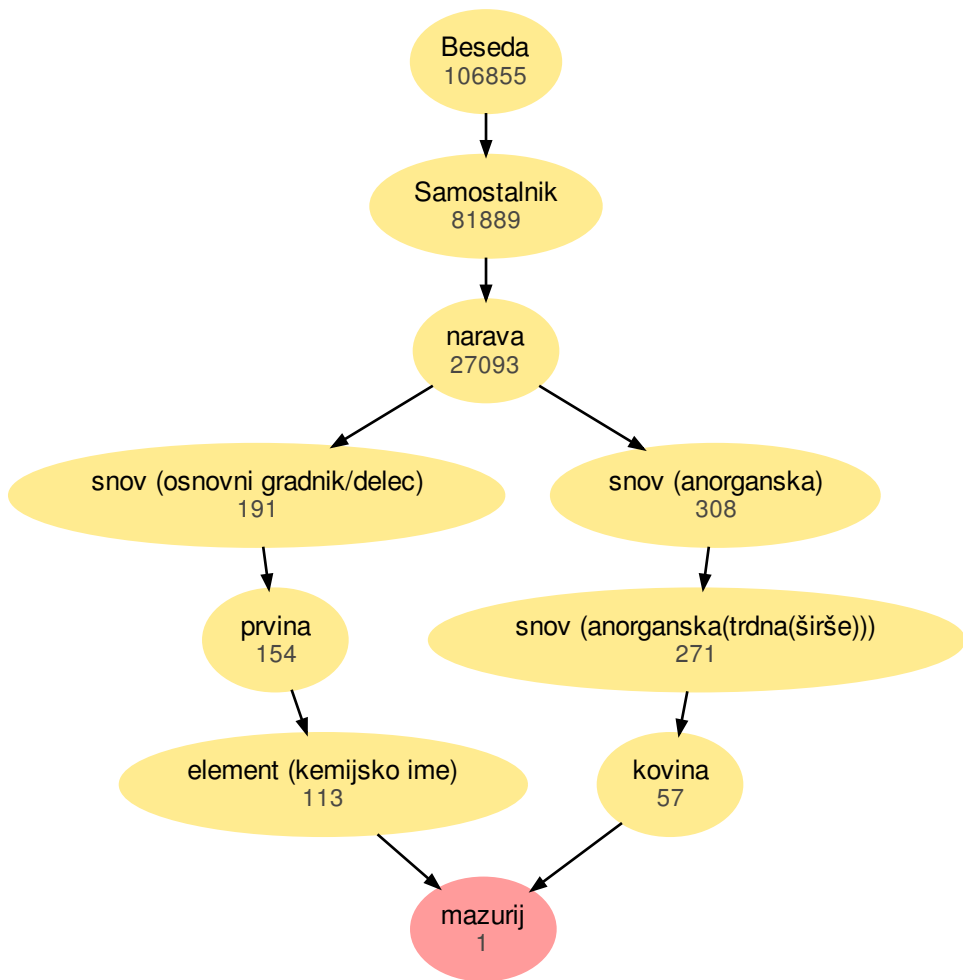 Beseda
106855
Samostalnik
81889
narava
27093
snov (osnovni gradnik/delec)
191
snov (anorganska)
308
prvina
154
snov (anorganska(trdna(širše)))
271
element (kemijsko ime)
113
kovina
57
mazurij
1